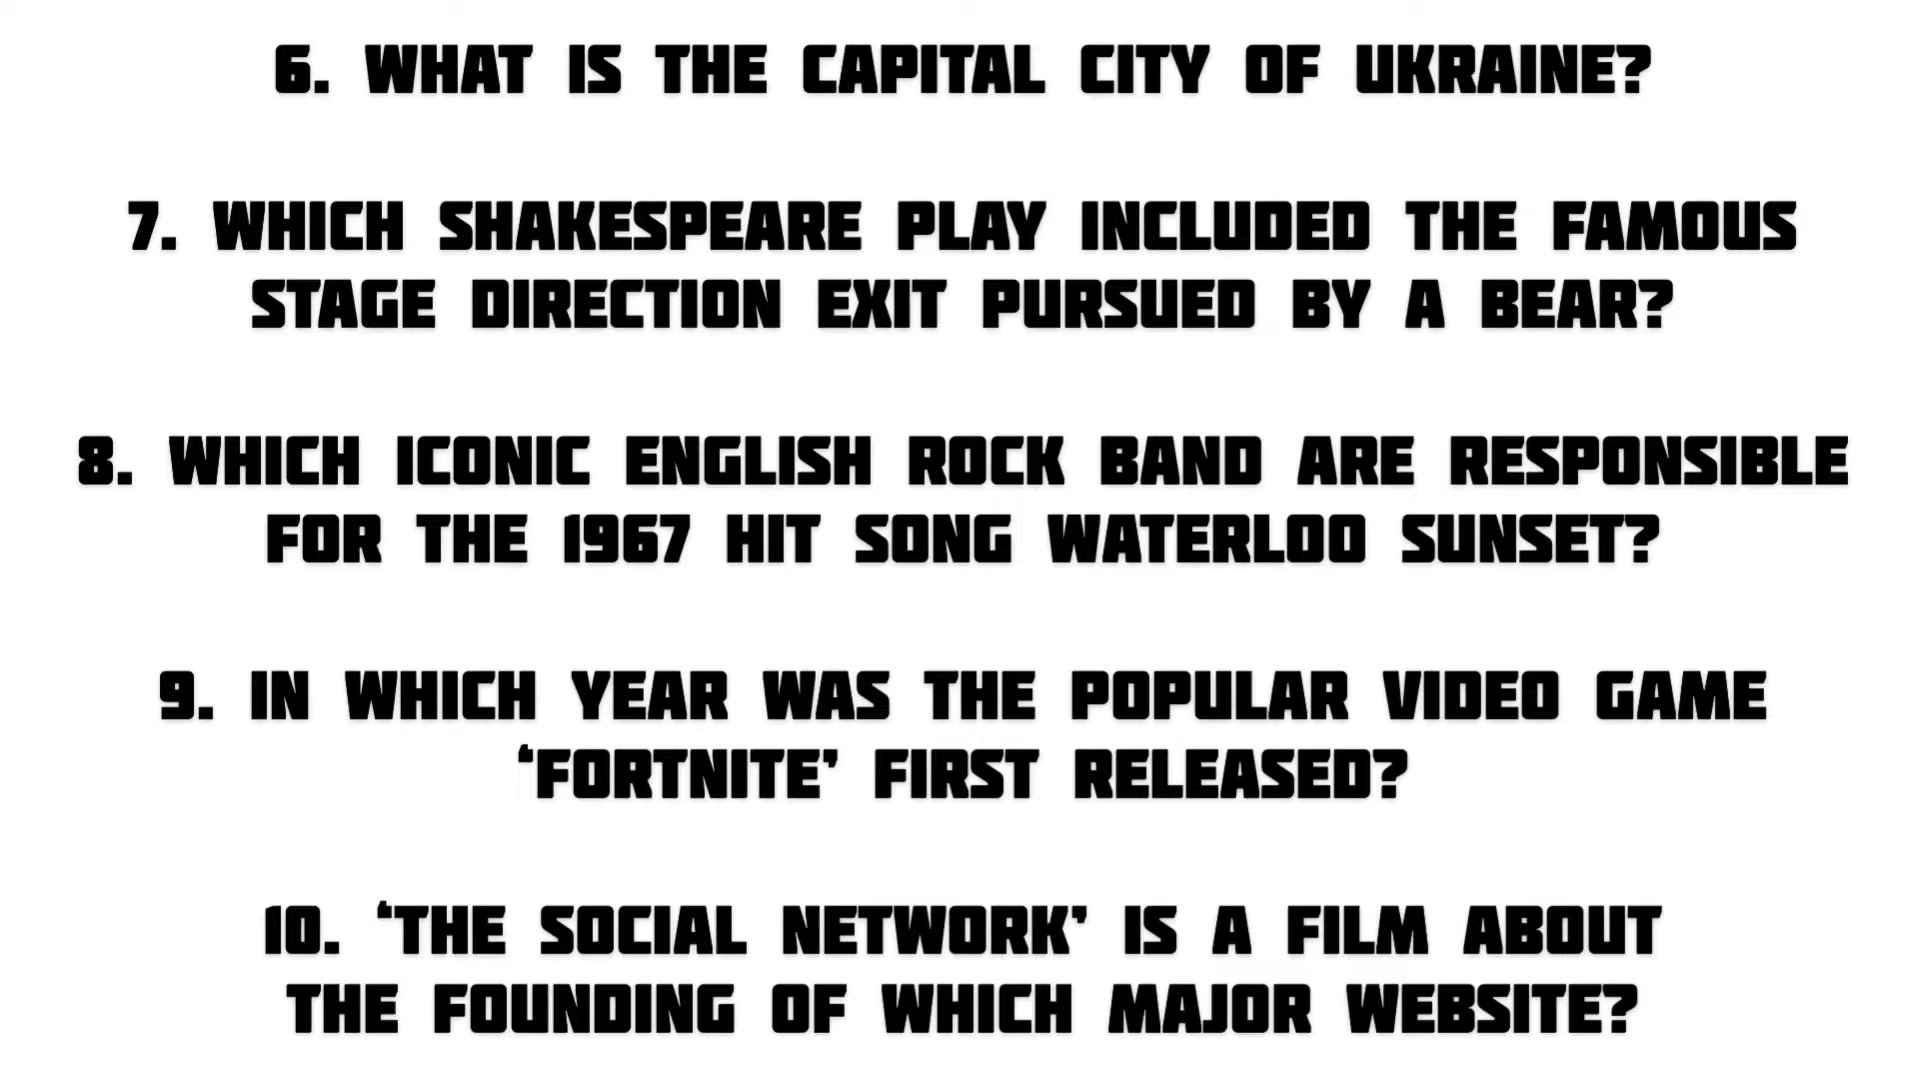 6. WHAT IS THE CAPITAL CITY OF UKRAINE?
7. WHICH SHAKESPEARE PLAY INCLUDED THE FAMOUS
STAGE DIRECTION EXIT PURSUED BY A BEAR?
8. WHICH ICONIC ENGLISH ROCK BAND ARE RESPONSIBLE
FOR THE 1967 HIT SONG WATERLOO SUNSET?
9. IN WHICH YEAR WAS THE POPULAR VIDEO GAME
‘FORTNITE’ FIRST RELEASED?
10. ‘THE SOCIAL NETWORK’ IS A FILM ABOUT
THE FOUNDING OF WHICH MAJOR WEBSITE?